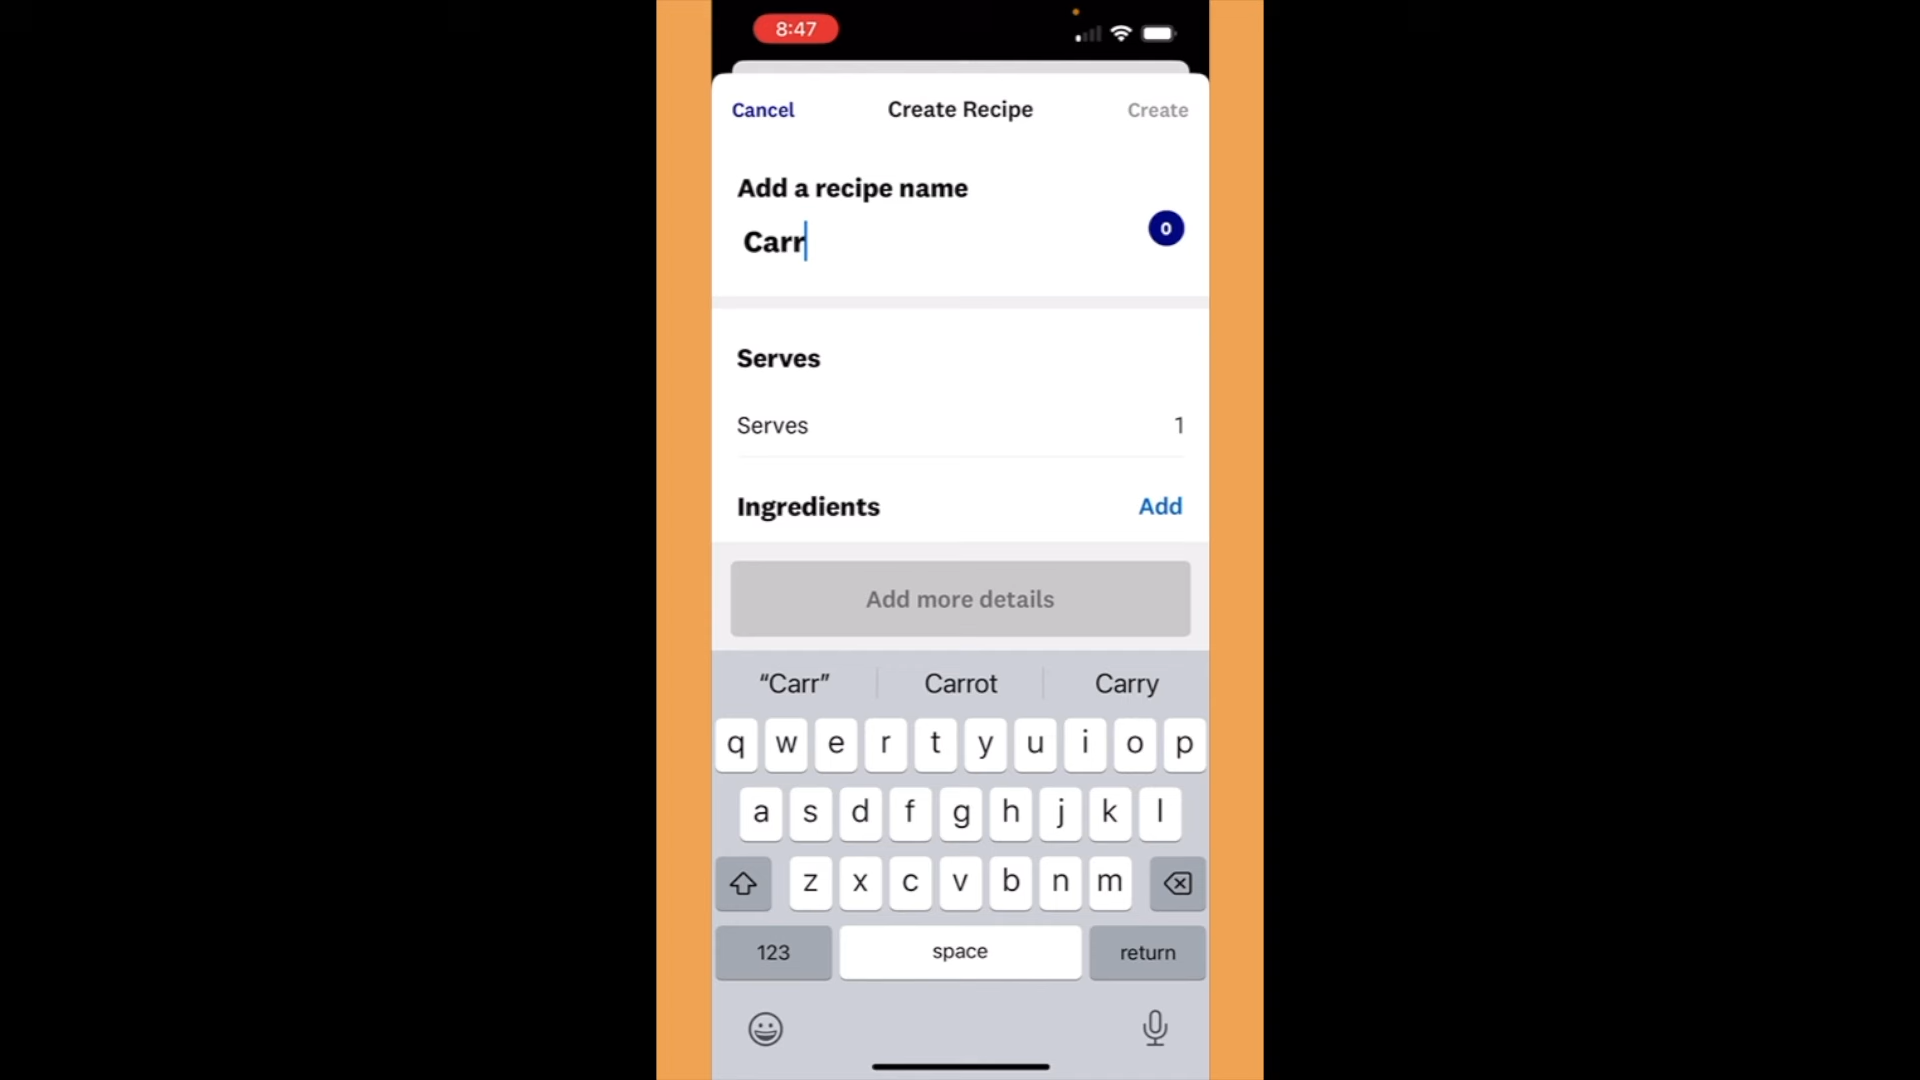 8:47
Cancel Create Recipe Create
Add a recipe name
Carr 0
Serves
Serves 1
Ingredients Add
Add more details
“Carr” Carrot Carry
q w e r t y u i o p
a s d f g h j k l
z x c v b n m
123 space return